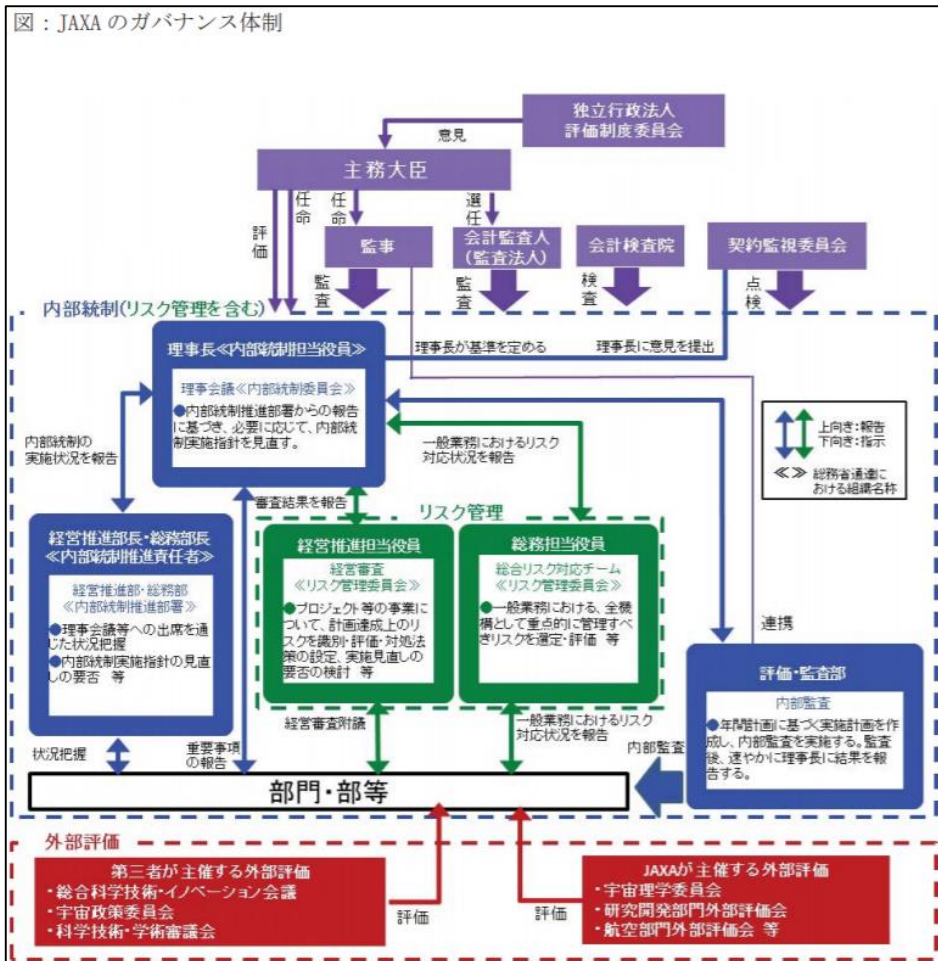 図：JAXA のガバナンス体制
独立行政法人
評価制度委員会
意見
主務大臣
評価
任命
任命
選任
監事
会計監査人
(監査法人)
会計検査院
契約監視委員会
監査
監査
検査
点検
内部統制(リスク管理を含む)
理事長≪内部統制担当役員≫
理事長が基準を定める
理事長に意見を提出
理事会議≪内部統制委員会≫
●内部統制推進部署からの報告
に基づき、必要に応じて、内部統
制実施指針を見直す。
上向き：報告
下向き：指示
≪≫ 総務省通達に
おける組織名称
内部統制の
実施状況を報告
一般業務におけるリスク
対応状況を報告
審査結果を報告
リスク管理
経営推進部長・総務部長
≪内部統制推進責任者≫
経営推進部・総務部
≪内部統制推進部署≫
●理事会議等への出席を通
じた状況把握
●内部統制実施指針の見直
しの要否 等
経営推進担当役員
経営審査
≪リスク管理委員会≫
●プロジェクト等の事業につ
いて、計画達成上のリ
スクを識別・評価・対処法
策の設定、実施見直しの
要否の検討 等
総務担当役員
総合リスク対応チーム
≪リスク管理委員会≫
●一般業務における、全機
構として重点的に管理すべ
きリスクを選定・評価 等
連携
評価・監査部
内部監査
●年間計画に基づく実施計画を作
成し、内部監査を実施する。監査
後、速やかに理事長に結果を報
告する。
状況把握
重要事項
の報告
経営審査附議
一般業務におけるリスク
対応状況を報告
内部監査
部門・部等
外部評価
第三者が主催する外部評価
・総合科学技術・イノベーション会議
・宇宙政策委員会
・科学技術・学術審議会
評価
評価
JAXAが主催する外部評価
・宇宙理学委員会
・研究開発部門外部評価会
・航空部門外部評価会 等